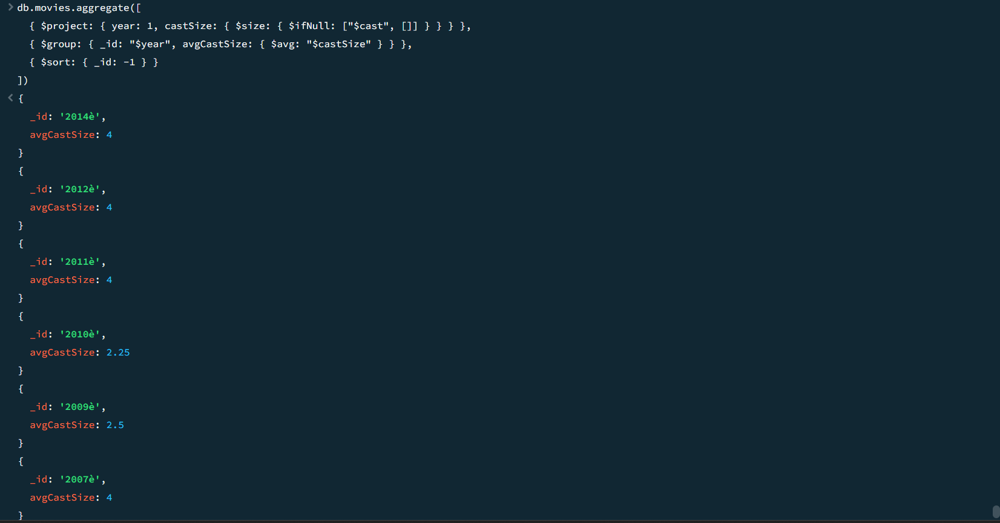 > db.movies.aggregate([
{ $project: { year: 1, castSize: { $size: { $ifNull: ["$cast", []] } } } },
{ $group: { _id: "$year", avgCastSize: { $avg: "$castSize" } } },
{ $sort: { _id: -1 } }
])
< {
_id: '2014è',
avgCastSize: 4
}
{
_id: '2012è',
avgCastSize: 4
}
{
_id: '2011è',
avgCastSize: 4
}
{
_id: '2010è',
avgCastSize: 2.25
}
{
_id: '2009è',
avgCastSize: 2.5
}
{
_id: '2007è',
avgCastSize: 4
}